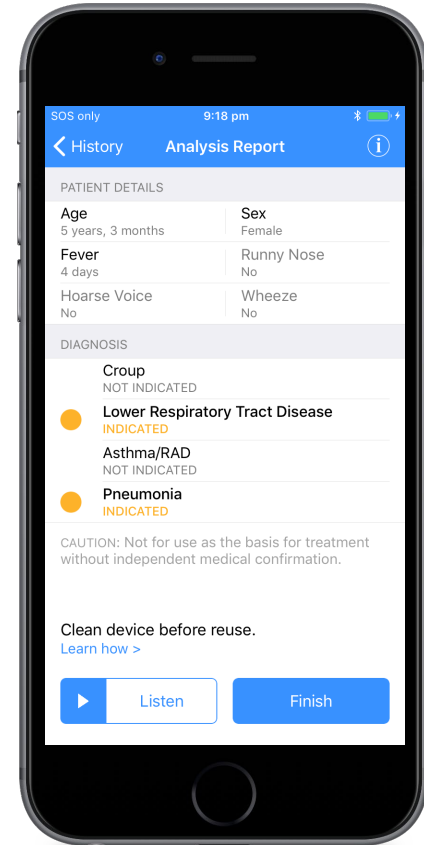 SOS only 9:18 pm
History Analysis Report i
PATIENT DETAILS
Age Sex
5 years, 3 months Female
Fever Runny Nose
4 days No
Hoarse Voice Wheeze
No No
DIAGNOSIS
Croup
NOT INDICATED
Lower Respiratory Tract Disease
INDICATED
Asthma/RAD
NOT INDICATED
Pneumonia
INDICATED
CAUTION: Not for use as the basis for treatment
without independent medical confirmation.
Clean device before reuse.
Learn how >
Listen Finish